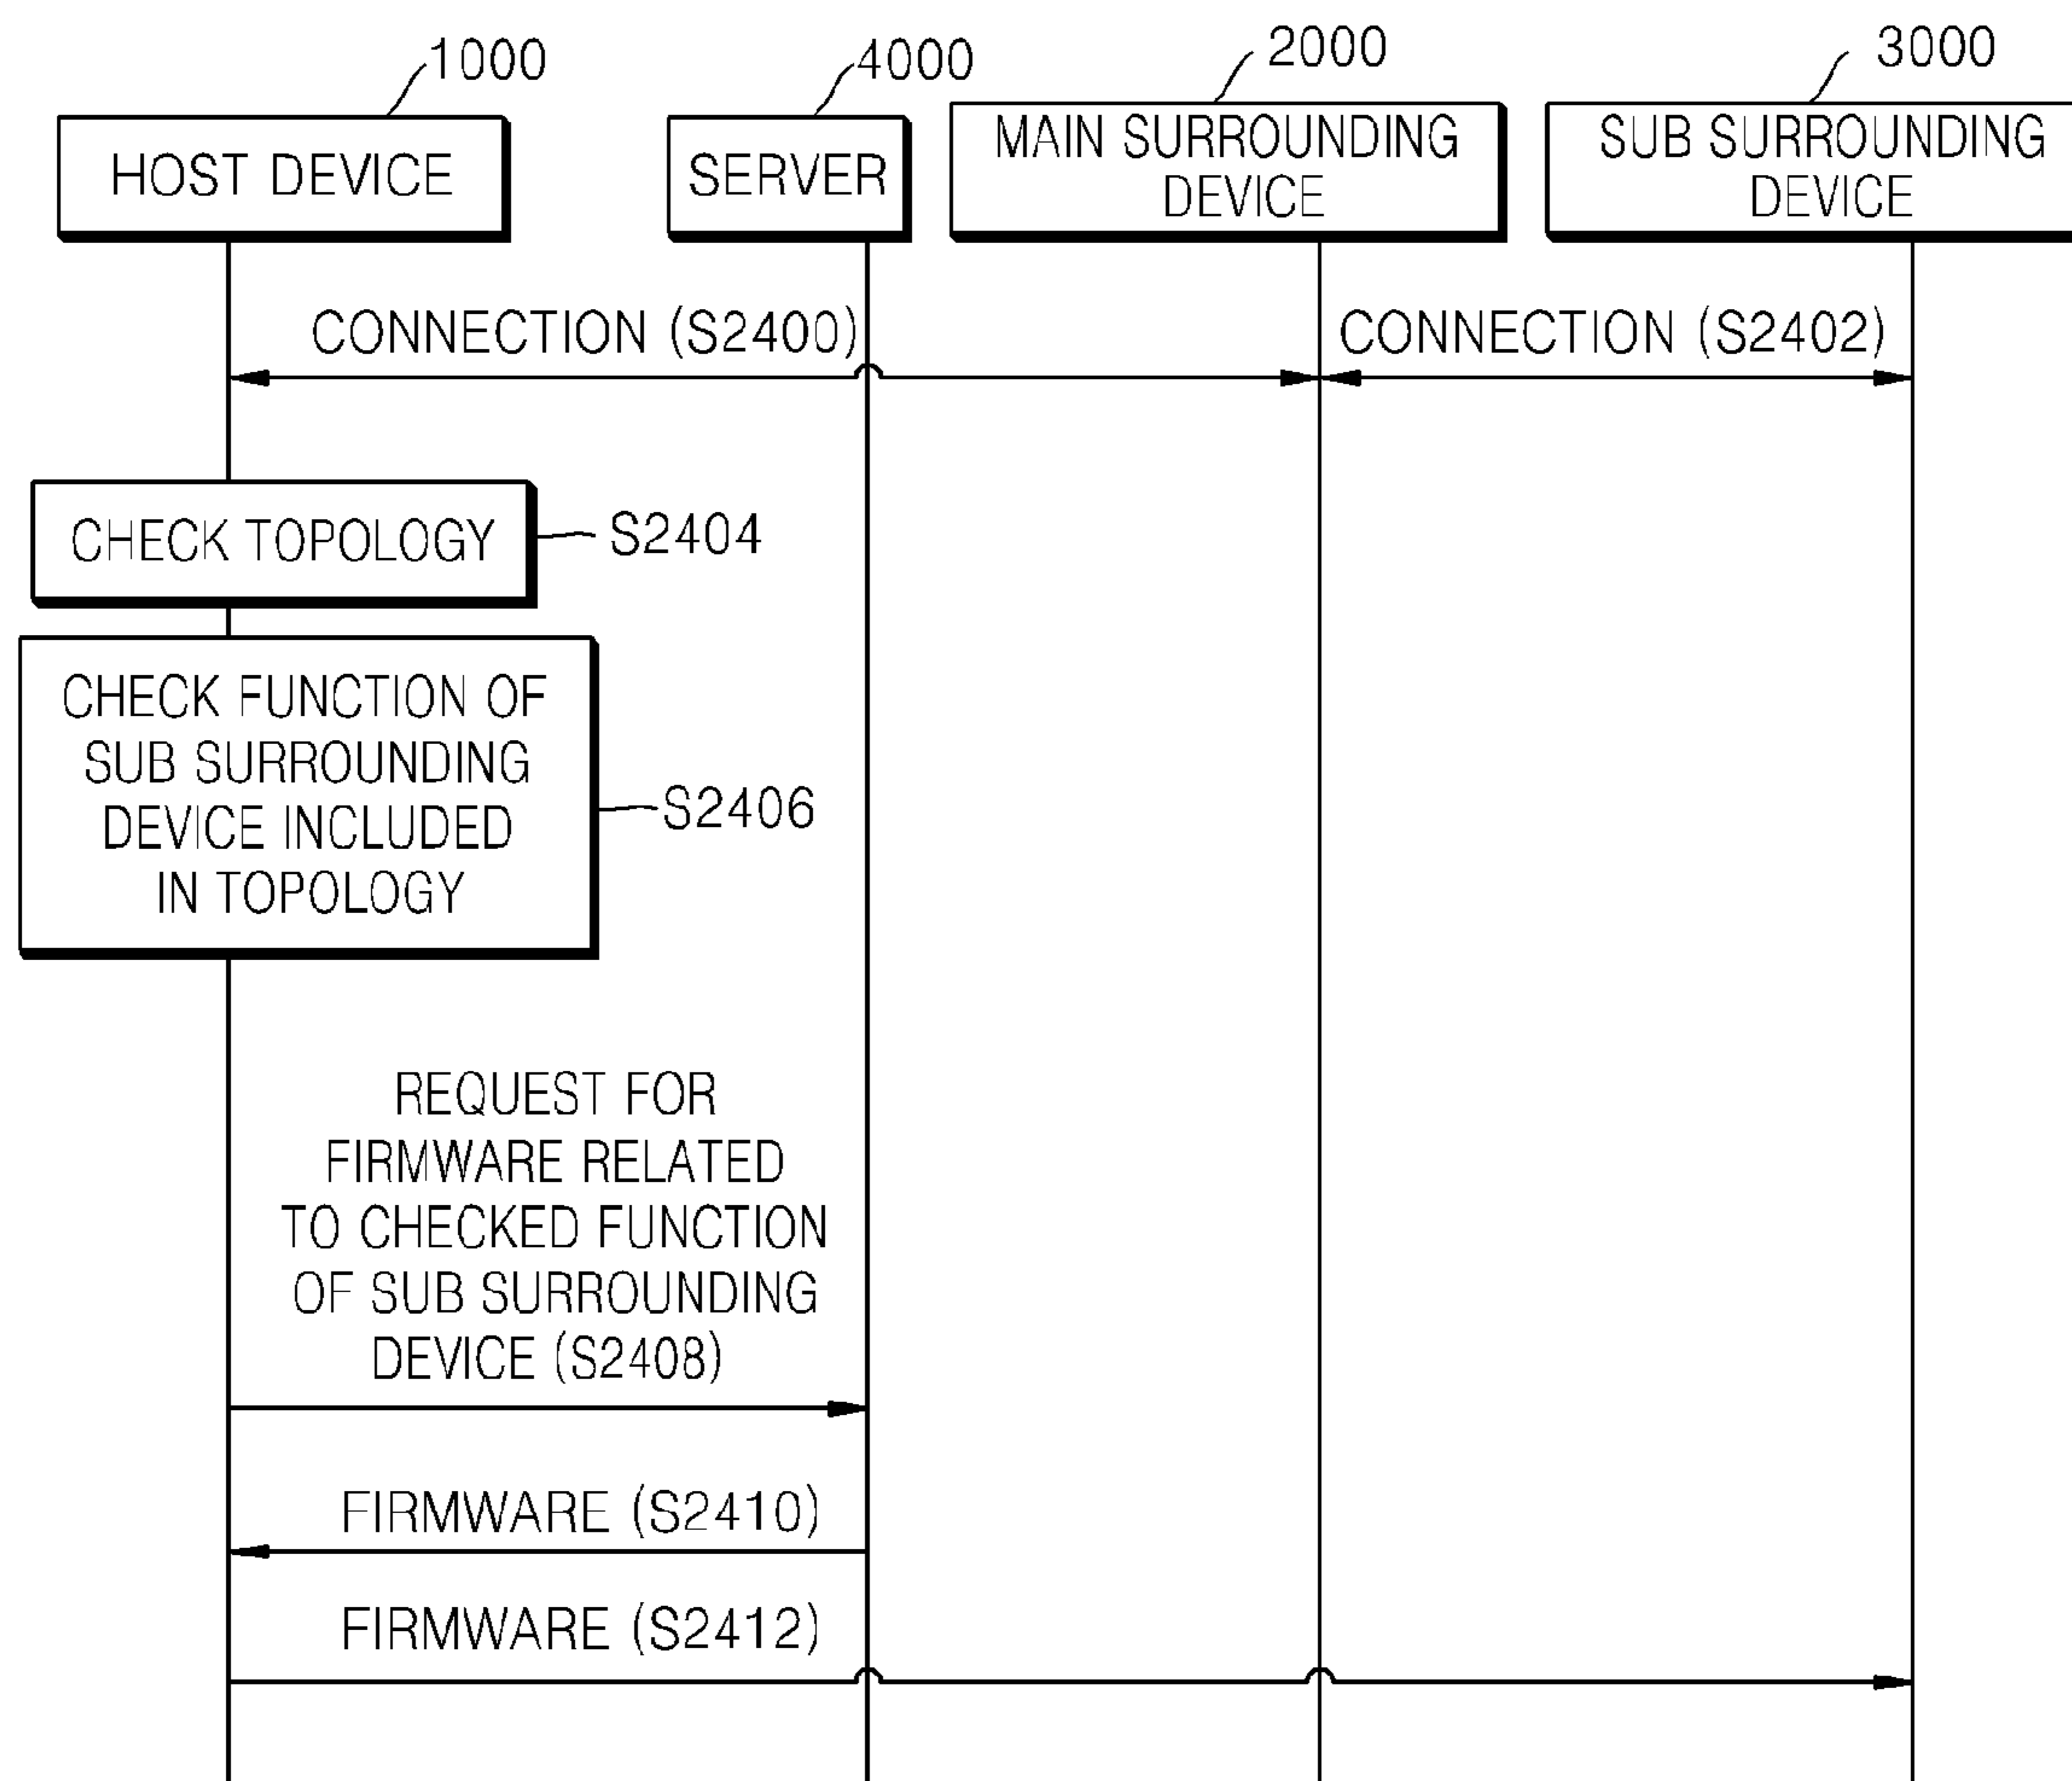 1000
4000
2000
3000
HOST DEVICE
SERVER
MAIN SURROUNDING
DEVICE
SUB SURROUNDING
DEVICE
CONNECTION (S2400)
CONNECTION (S2402)
CHECK TOPOLOGY
S2404
CHECK FUNCTION OF
SUB SURROUNDING
DEVICE INCLUDED
IN TOPOLOGY
S2406
REQUEST FOR
FIRMWARE RELATED
TO CHECKED FUNCTION
OF SUB SURROUNDING
DEVICE (S2408)
FIRMWARE (S2410)
FIRMWARE (S2412)